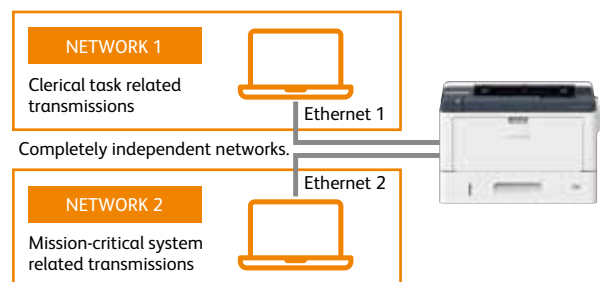 NETWORK 1
Clerical task related
transmissions
Ethernet 1
Completely independent networks.
Ethernet 2
NETWORK 2
Mission-critical system
related transmissions